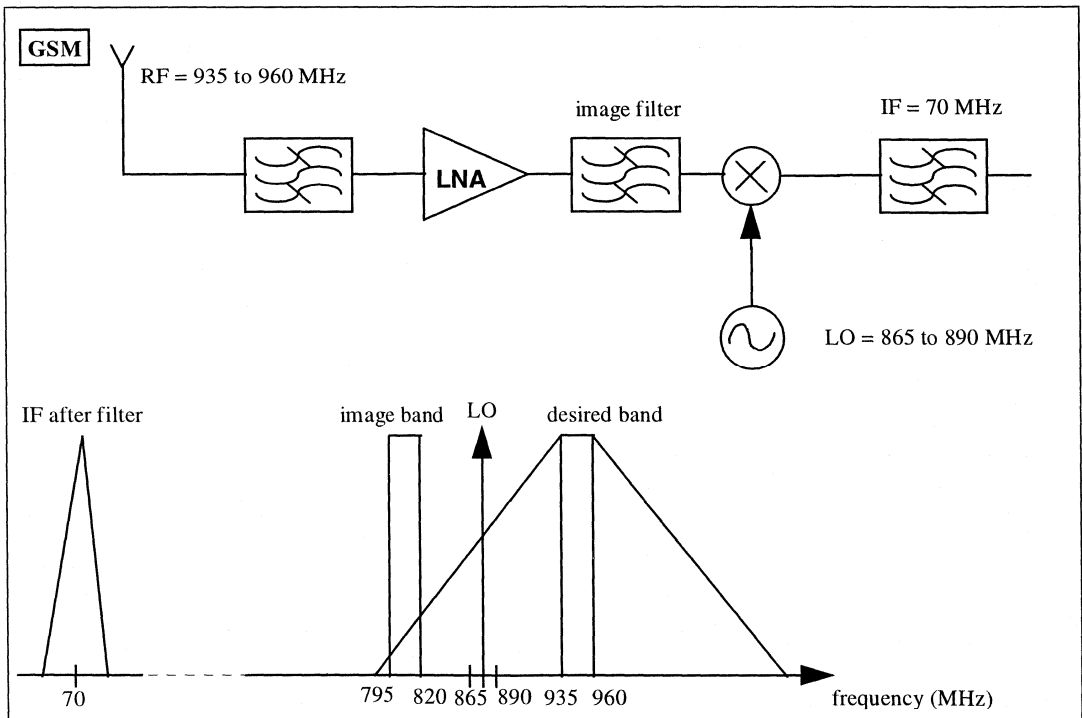 GSM
RF = 935 to 960 MHz
image filter
IF = 70 MHz
LNA
LO = 865 to 890 MHz
IF after filter
image band
LO
desired band
70
795
820
865
890
935
960
frequency (MHz)